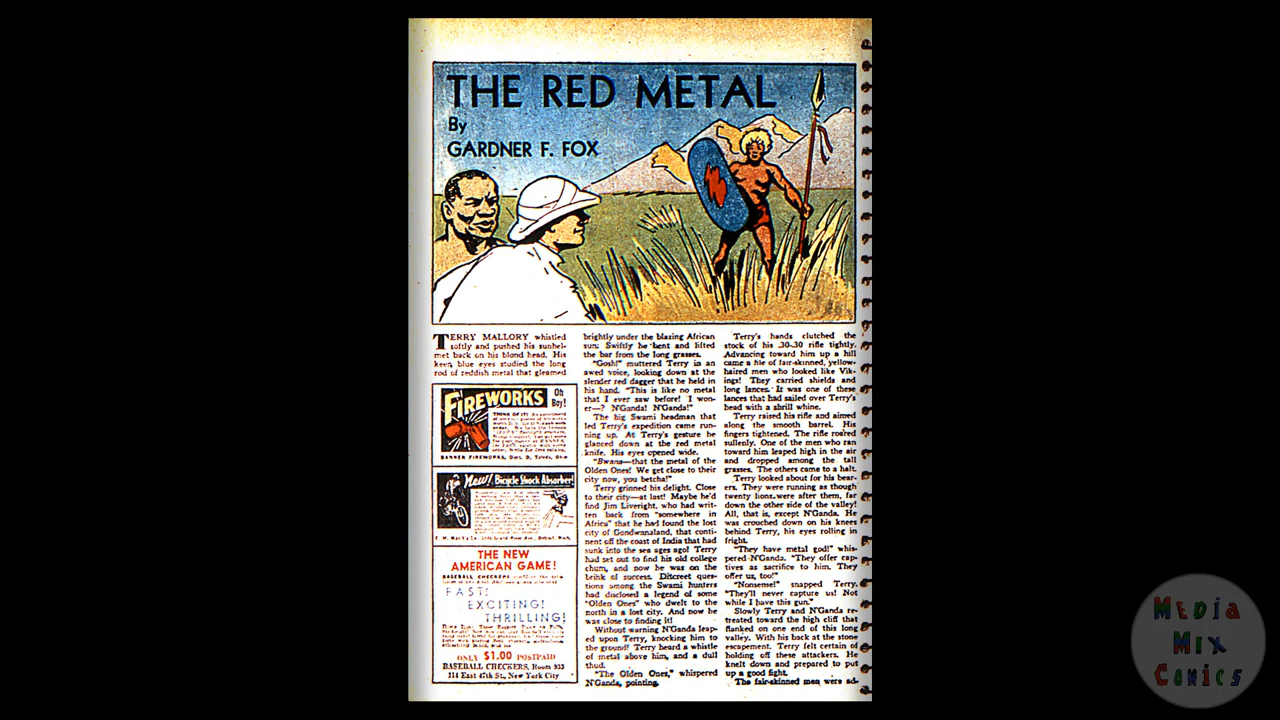 THE RED METAL
By
GARDNER F. FOX
TERRY MALLORY whistled
softly and pushed his sunhel-
met back on his blond head. His
keen, blue eyes studied the long
rod of reddish metal that gleamed
FIREWORKS
Oh
Boy!
THINK OF IT!
BANNER FIREWORKS, Dept. D, Toledo, Ohio
New! Bicycle Shock Absorber!
THE NEW
AMERICAN GAME!
BASEBALL CHECKERS
FAST!
EXCITING!
THRILLING!
ONLY $1.00 POSTPAID
BASEBALL CHECKERS, Room 933
114 East 47th St., New York City
brightly under the blazing African
sun. Swiftly he bent and lifted
the bar from the long grasses.
"Gosh!" muttered Terry in an
awed voice, looking down at the
slender red dagger that he held in
his hand. "This is like no metal
that I ever saw before! I won-
er—? N'Ganda! N'Ganda!"
The big Swami headman that
led Terry's expedition came run-
ning up. At Terry's gesture he
glanced down at the red metal
knife. His eyes opened wide.
"Bwana—that the metal of the
Olden Ones! We get close to their
city now, you betcha!"
Terry grinned his delight. Close
to their city—at last! Maybe he'd
find Jim Liveright, who had writ-
ten back from "somewhere in
Africa" that he had found the lost
city of Gondwanaland, that conti-
nent off the coast of India that had
sunk into the sea ages ago! Terry
had set out to find his old college
chum, and now he was on the
brink of success. Discreet ques-
tions among the Swami hunters
had disclosed a legend of some
"Olden Ones" who dwelt to the
north in a lost city. And now he
was close to finding it!
Without warning N'Ganda leap-
ed upon Terry, knocking him to
the ground! Terry heard a whistle
of metal above him, and a dull
thud.
"The Olden Ones," whispered
N'Ganda, pointing.
Terry's hands clutched the
stock of his .30-30 rifle tightly.
Advancing toward him up a hill
came a file of fair-skinned, yellow-
haired men who looked like Vik-
ings! They carried shields and
long lances. It was one of these
lances that had sailed over Terry's
head with a shrill whine.
Terry raised his rifle and aimed
along the smooth barrel. His
fingers tightened. The rifle roared
sullenly. One of the men who ran
toward him leaped high in the air
and dropped among the tall
grasses. The others came to a halt.
Terry looked about for his bear-
ers. They were running as though
twenty lions were after them, far
down the other side of the valley!
All, that is, except N'Ganda. He
was crouched down on his knees
behind Terry, his eyes rolling in
fright.
"They have metal god!" whis-
pered N'Ganda. "They offer cap-
tives as sacrifice to him. They
offer us, too!"
"Nonsense!" snapped Terry.
"They'll never capture us! Not
while I have this gun."
Slowly Terry and N'Ganda re-
treated toward the high cliff that
flanked on one end of this long
valley. With his back at the stone
escapement, Terry felt certain of
holding off these attackers. He
knelt down and prepared to put
up a good fight.
The fair-skinned men were ad-
MEDIA
MIX
COMICS